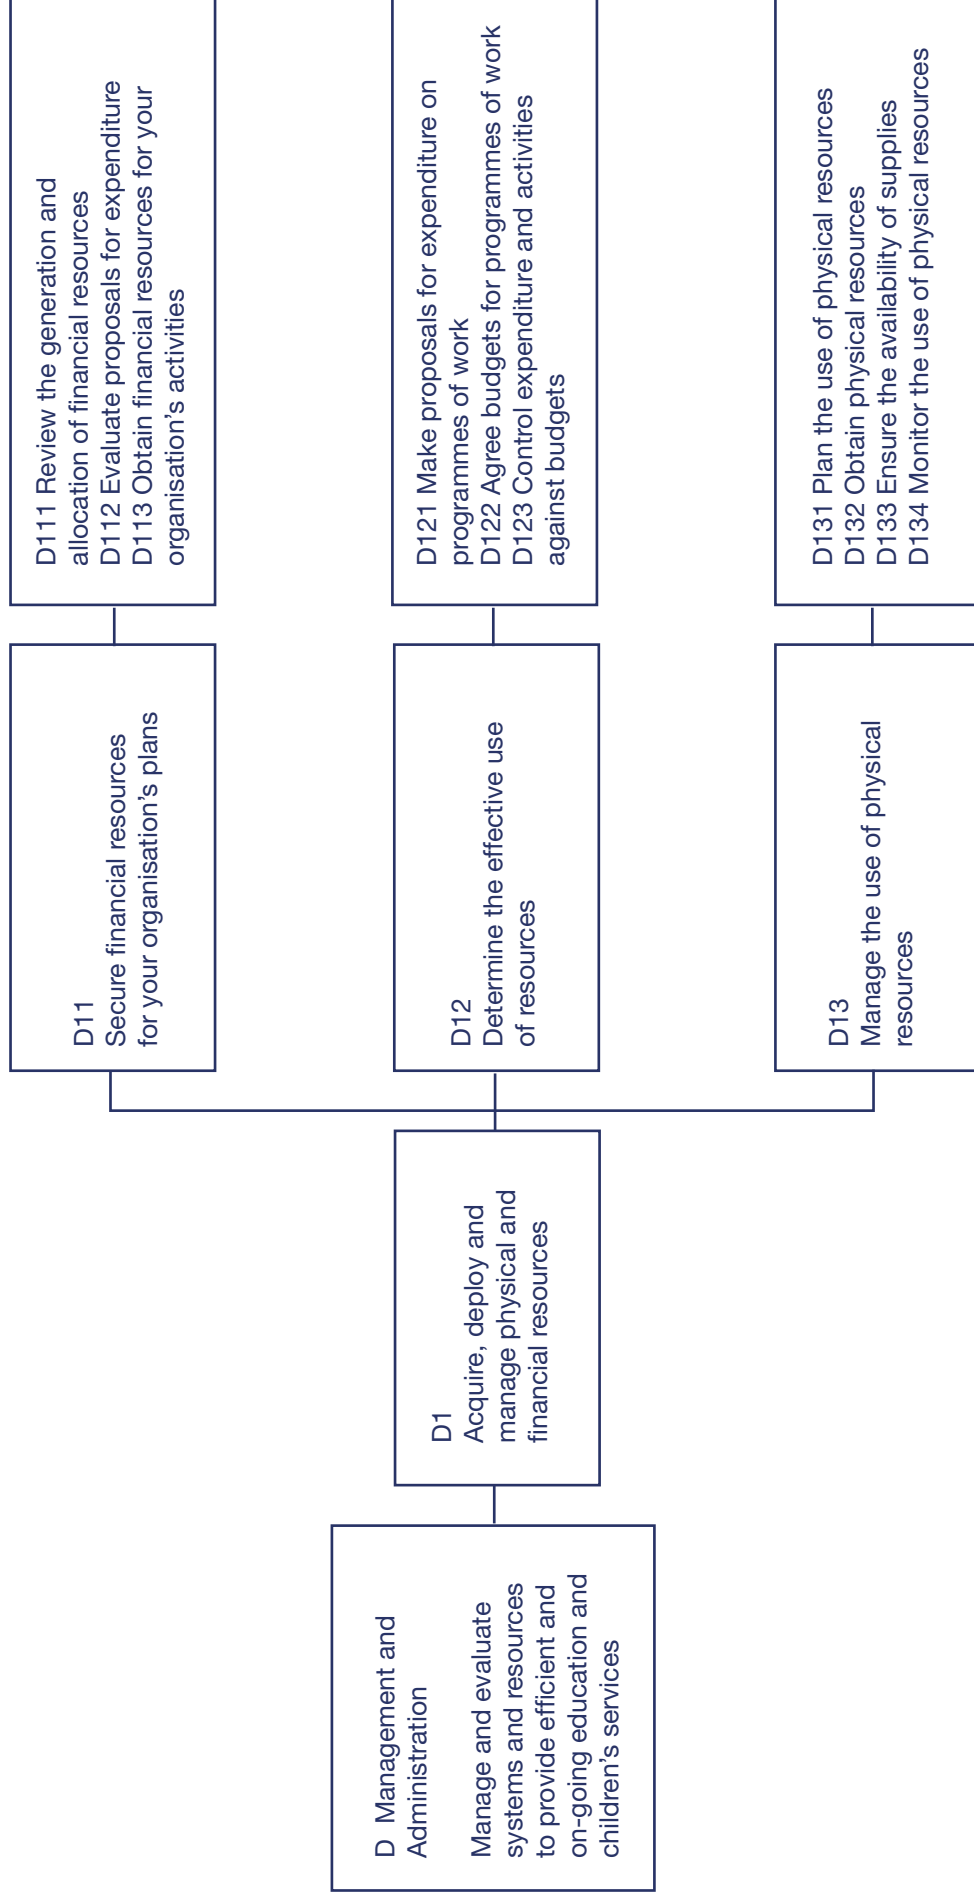 D Management and
Administration
Manage and evaluate
systems and resources
to provide efficient and
on-going education and
children's services
D1
Acquire, deploy and
manage physical and
financial resources
D11
Secure financial resources
for your organisation's plans
D111 Review the generation and
allocation of financial resources
D112 Evaluate proposals for expenditure
D113 Obtain financial resources for your
organisation's activities
D12
Determine the effective use
of resources
D121 Make proposals for expenditure on
programmes of work
D122 Agree budgets for programmes of work
D123 Control expenditure and activities
against budgets
D13
Manage the use of physical
resources
D131 Plan the use of physical resources
D132 Obtain physical resources
D133 Ensure the availability of supplies
D134 Monitor the use of physical resources